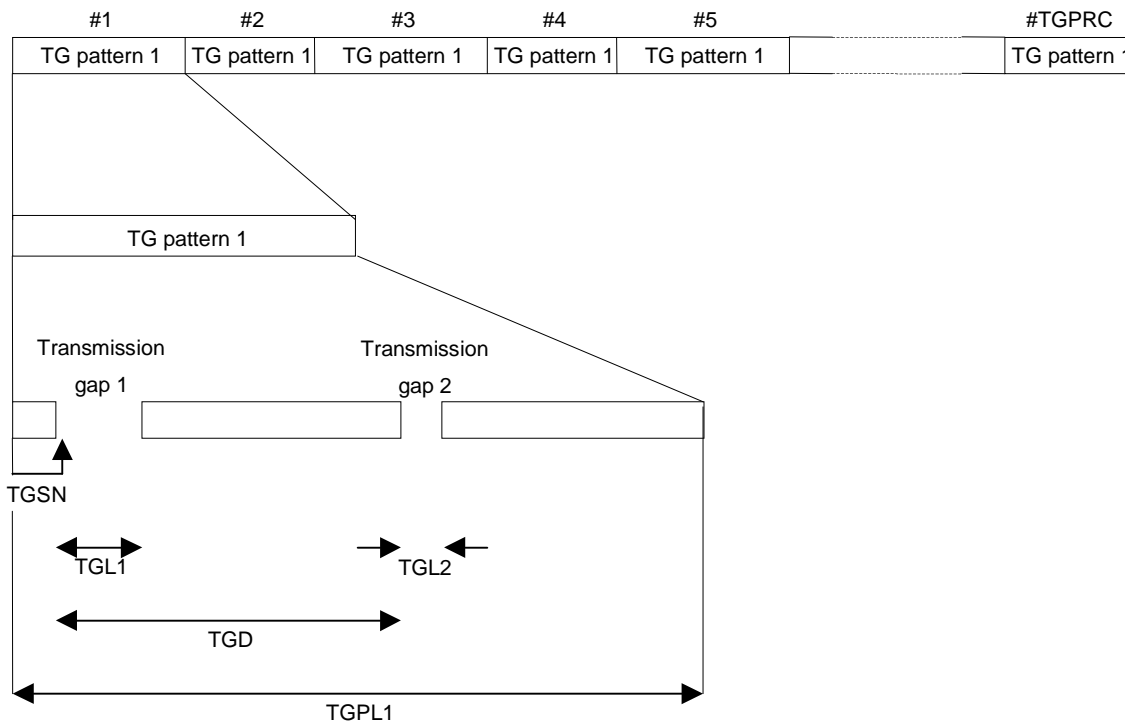 #1 #2 #3 #4 #5 #TGPRC
TG pattern 1 TG pattern 1 TG pattern 1 TG pattern 1 TG pattern 1 TG pattern 1
TG pattern 1
Transmission
gap 1
Transmission
gap 2
TGSN
TGL1 TGL2
TGD
TGPL1